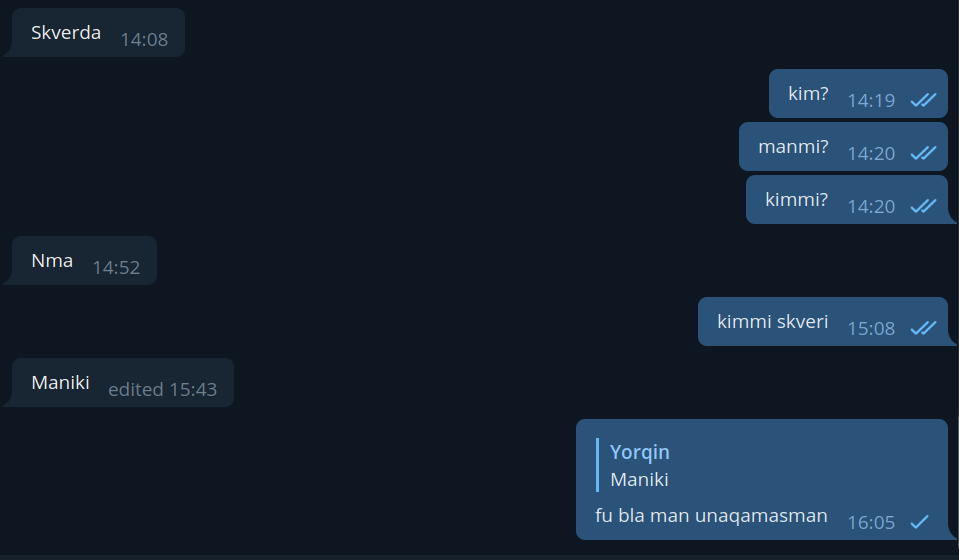 Skverda 14:08
kim? 14:19
manmi? 14:20
kimmi? 14:20
Nma 14:52
kimmi skveri 15:08
Maniki edited 15:43
Yorqin
Maniki
fu bla man unaqamasman 16:05